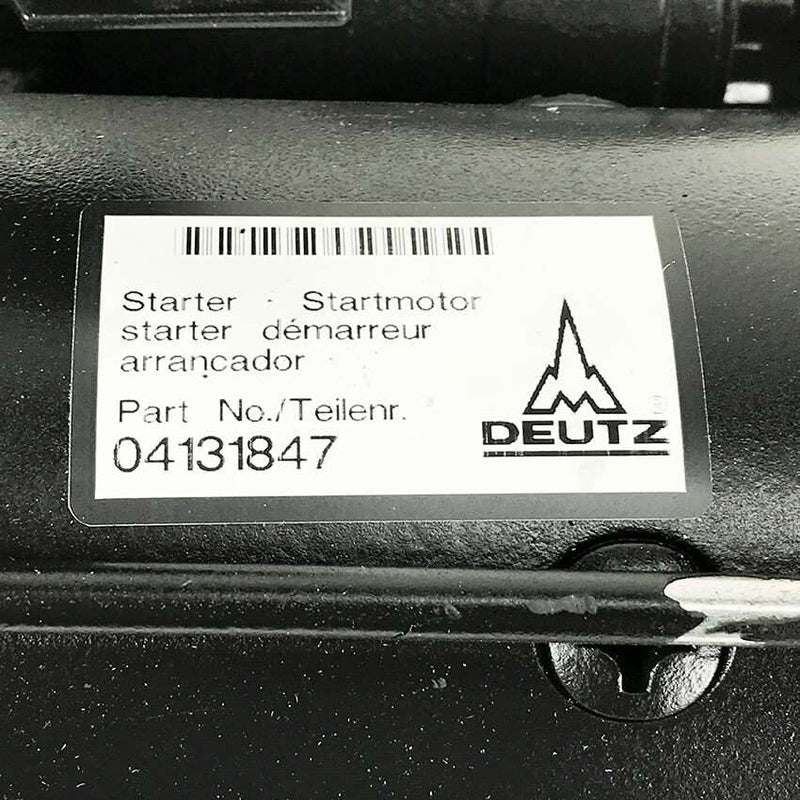 Starter · Startmotor
starter démarreur
arrançador
Part No./Teilenr.
04131847
DEUTZ